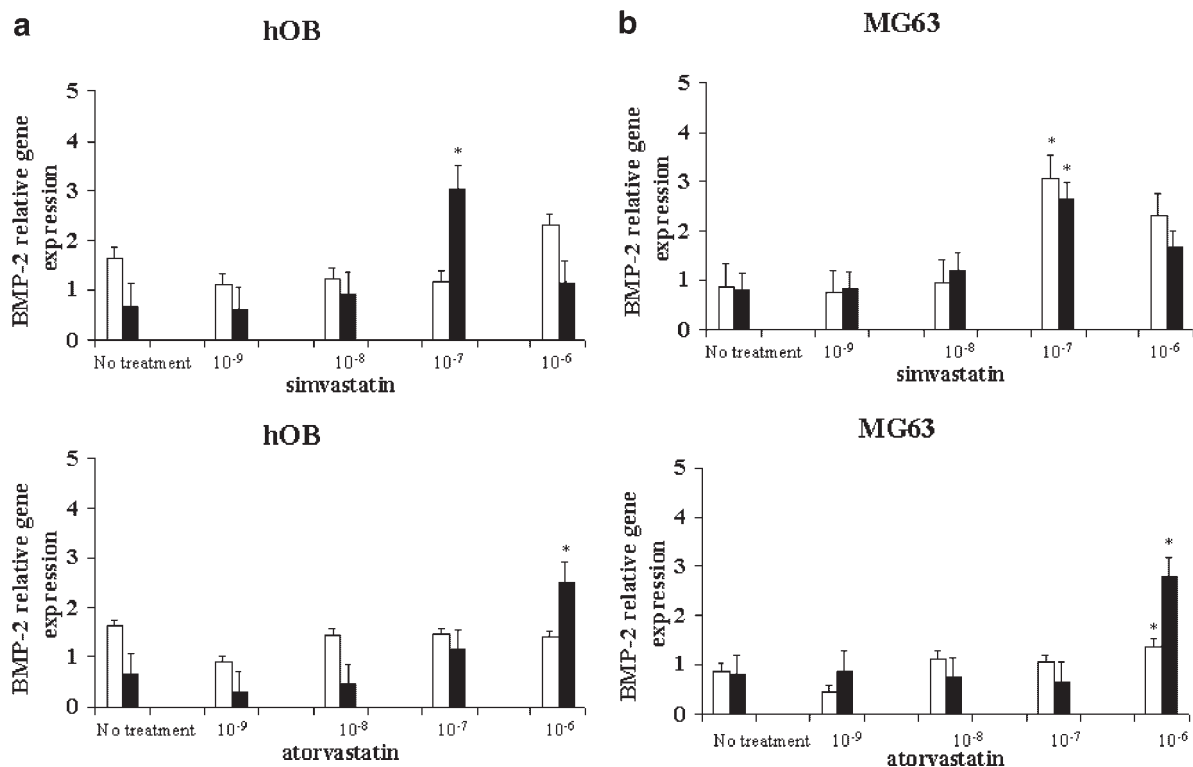 a
hOB
BMP-2 relative gene
expression
5
4
3
2
1
0
*
No treatment 10-9 10-8 10-7 10-6
simvastatin
b
MG63
BMP-2 relative gene
expression
5
4
3
2
1
0
* *
No treatment 10-9 10-8 10-7 10-6
simvastatin
hOB
BMP-2 relative gene
expression
5
4
3
2
1
0
*
No treatment 10-9 10-8 10-7 10-6
atorvastatin
MG63
BMP-2 relative gene
expression
5
4
3
2
1
0
* *
No treatment 10-9 10-8 10-7 10-6
atorvastatin